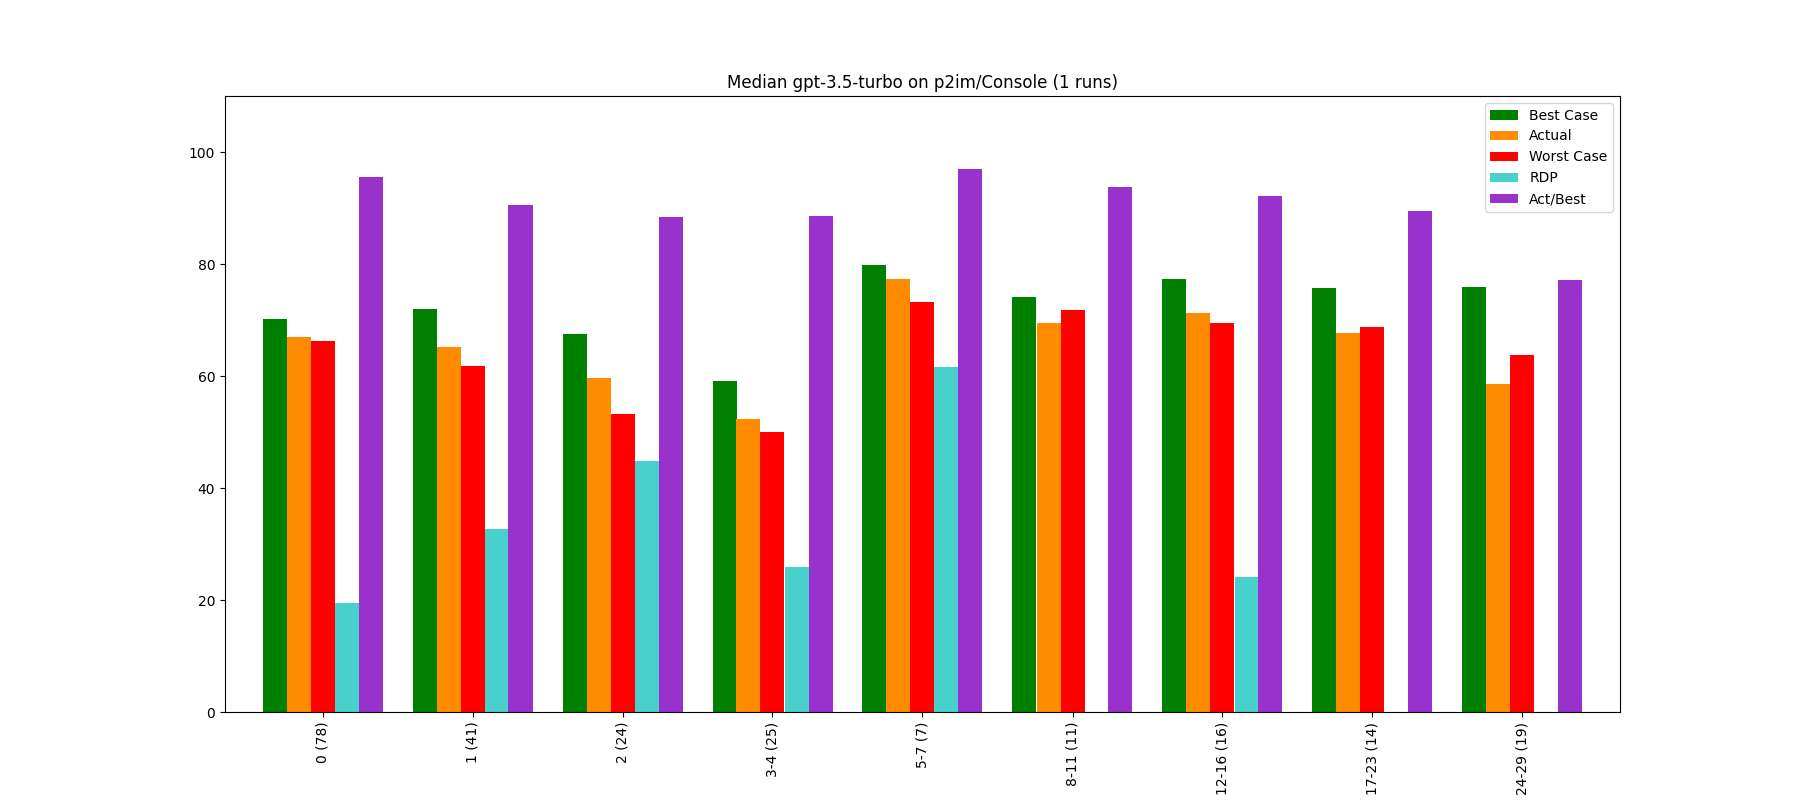 Median gpt-3.5-turbo on p2im/Console (1 runs)
Best Case
Actual
Worst Case
RDP
Act/Best
100
80
60
40
20
0
0 (78)
1 (41)
2 (24)
3-4 (25)
5-7 (7)
8-11 (11)
12-16 (16)
17-23 (14)
24-29 (19)